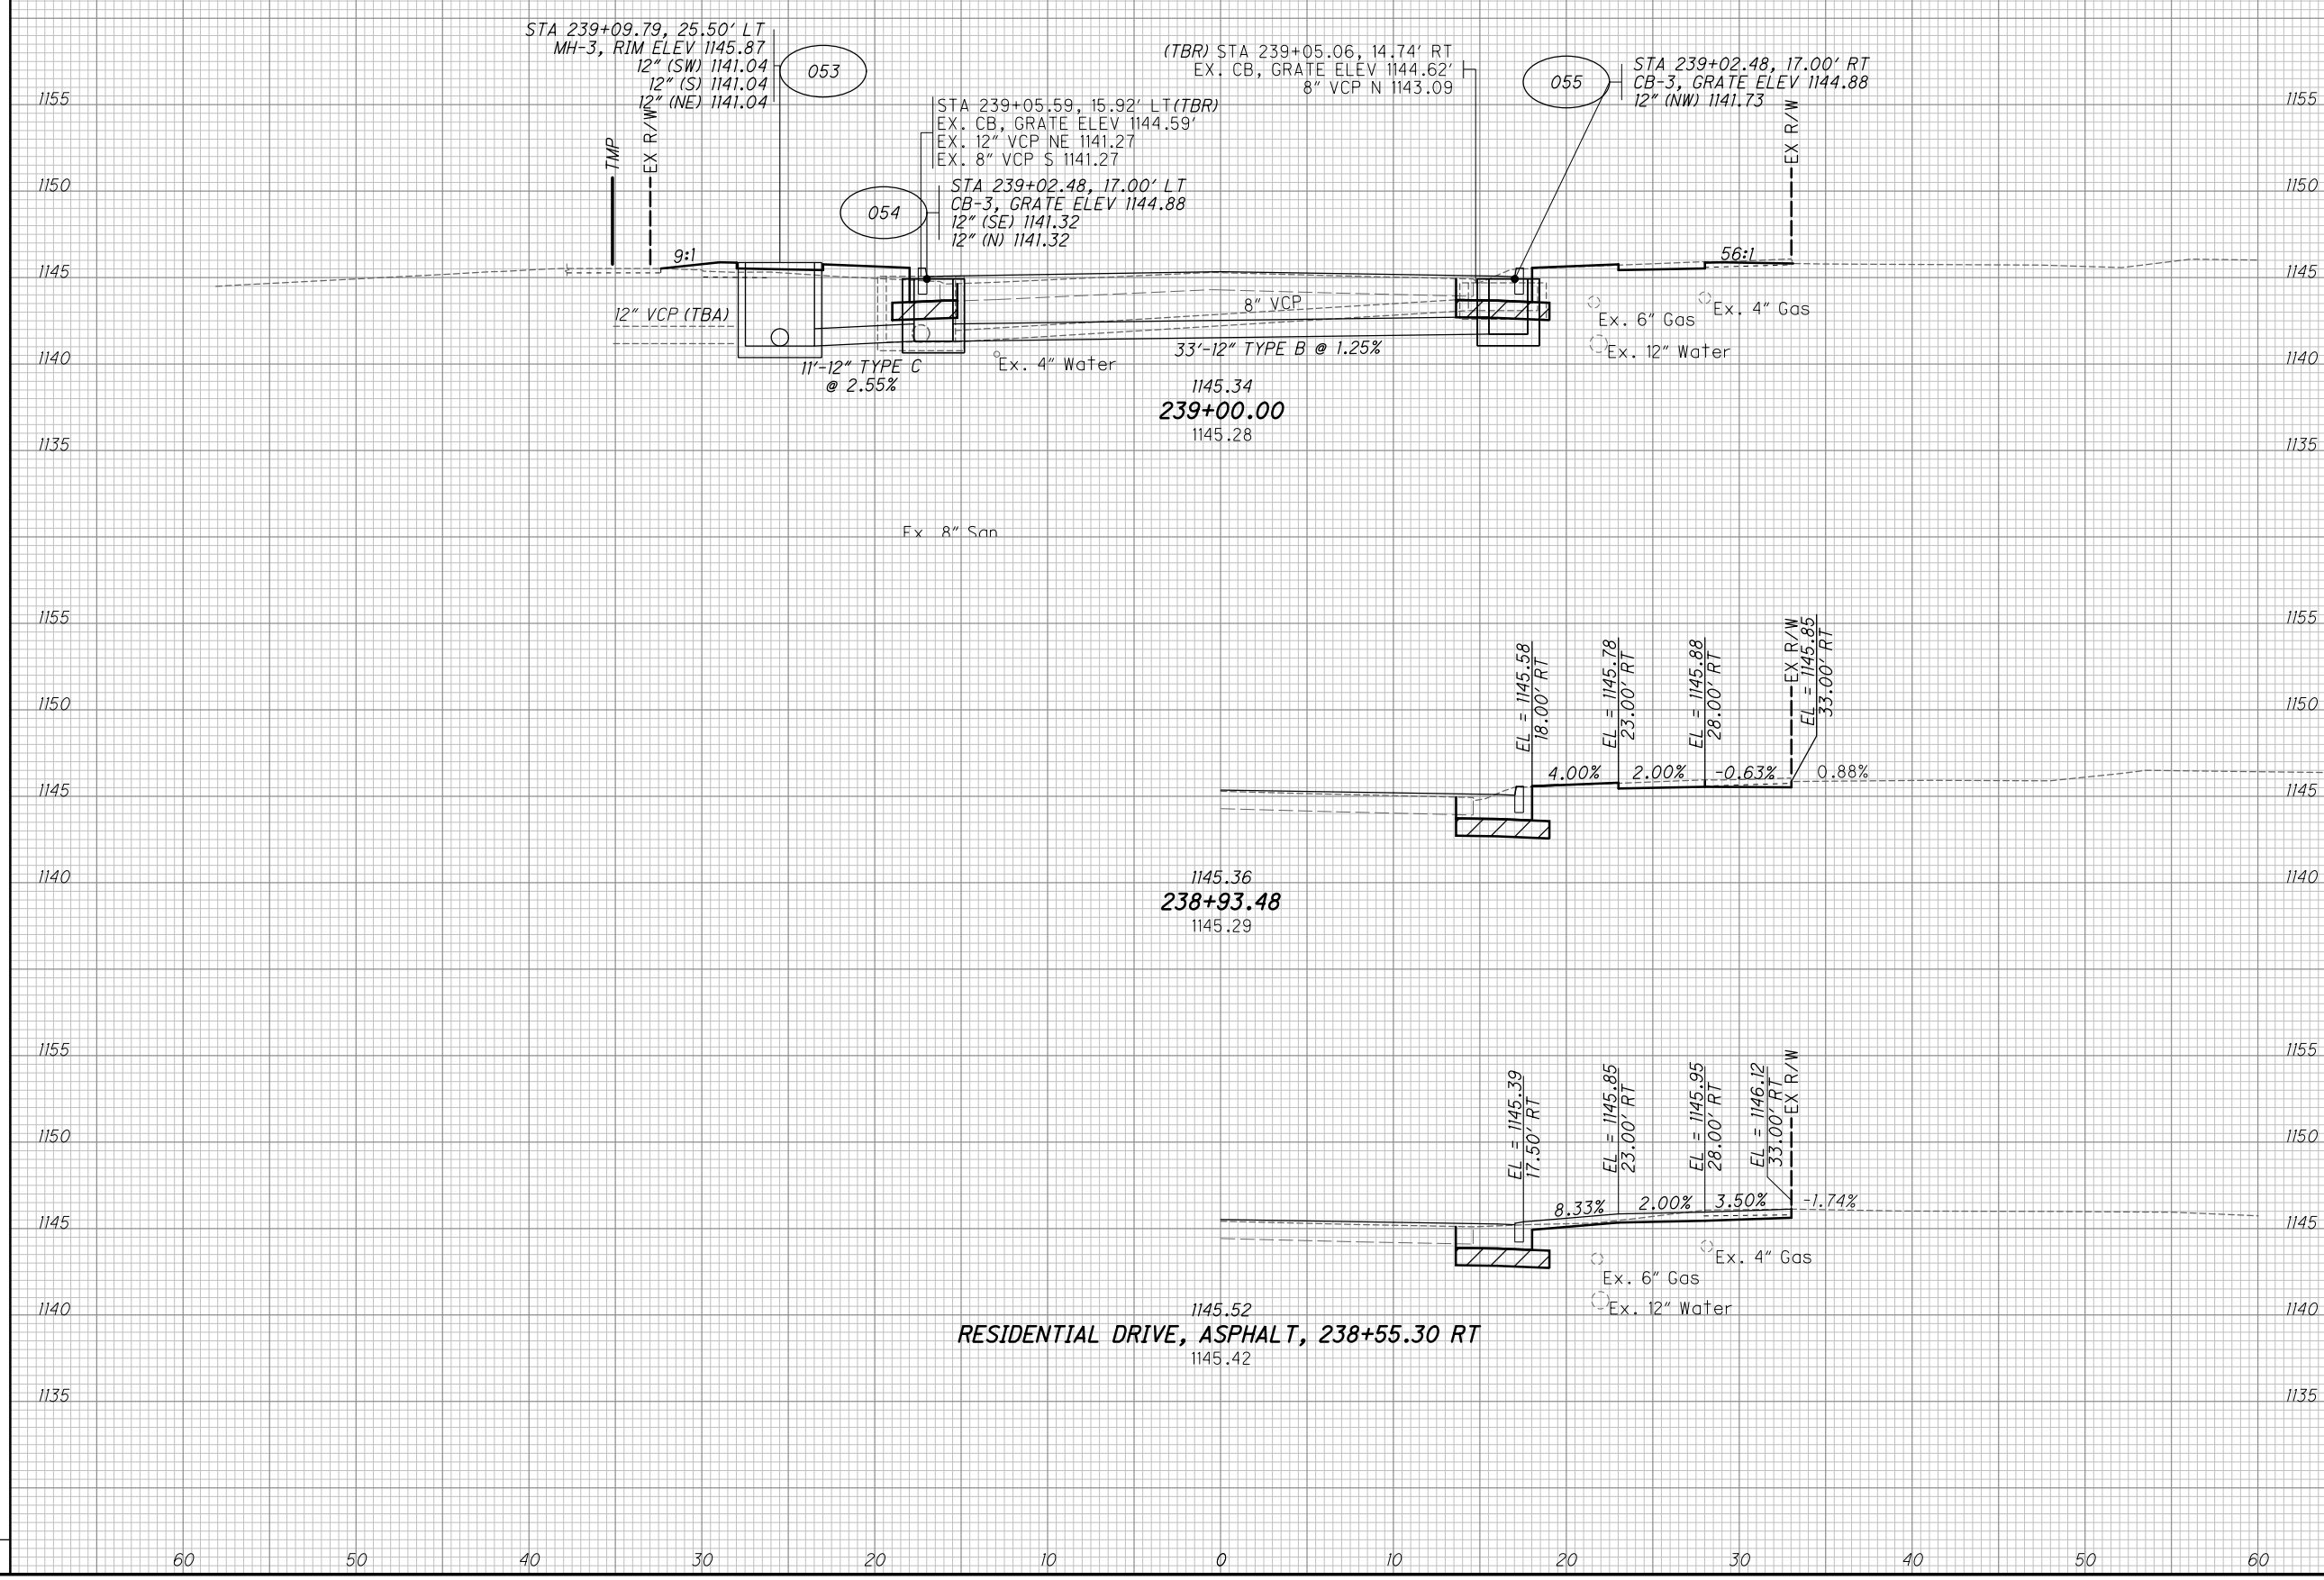 STA 239+09.79, 25.50' LT
MH-3, RIM ELEV 1145.87
12" (SW) 1141.04
12" (S) 1141.04
12" (NE) 1141.04
053
(TBR) STA 239+05.06, 14.74' RT
EX. CB, GRATE ELEV 1144.62'
8" VCP N 1143.09
055
STA 239+02.48, 17.00' RT
CB-3, GRATE ELEV 1144.88
12" (NW) 1141.73
STA 239+05.59, 15.92' LT(TBR)
EX. CB, GRATE ELEV 1144.59'
EX. 12" VCP NE 1141.27
EX. 8" VCP S 1141.27
054
STA 239+02.48, 17.00' LT
CB-3, GRATE ELEV 1144.88
12" (SE) 1141.32
12" (N) 1141.32
TMP
EX R/W
EX R/W
1155
1155
1150
1150
1145
1145
1140
1140
1135
1135
9:1
56:1
12" VCP (TBA)
8" VCP
Ex. 6" Gas
Ex. 4" Gas
Ex. 12" Water
11'-12" TYPE C
@ 2.55%
Ex. 4" Water
33'-12" TYPE B @ 1.25%
1145.34
239+00.00
1145.28
Ex. 8" San
1155
1155
1150
1150
1145
1145
1140
1140
EL = 1145.58
18.00' RT
EL = 1145.78
23.00' RT
EL = 1145.88
28.00' RT
EX R/W
EL = 1145.85
33.00' RT
4.00%
2.00%
-0.63%
0.88%
1145.36
238+93.48
1145.29
1155
1155
1150
1150
1145
1145
1140
1140
1135
1135
EL = 1145.39
17.50' RT
EL = 1145.85
23.00' RT
EL = 1145.95
28.00' RT
EL = 1146.12
33.00' RT
EX R/W
8.33%
2.00%
3.50%
-1.74%
Ex. 4" Gas
Ex. 6" Gas
Ex. 12" Water
1145.52
RESIDENTIAL DRIVE, ASPHALT, 238+55.30 RT
1145.42
60 50 40 30 20 10 0 10 20 30 40 50 60